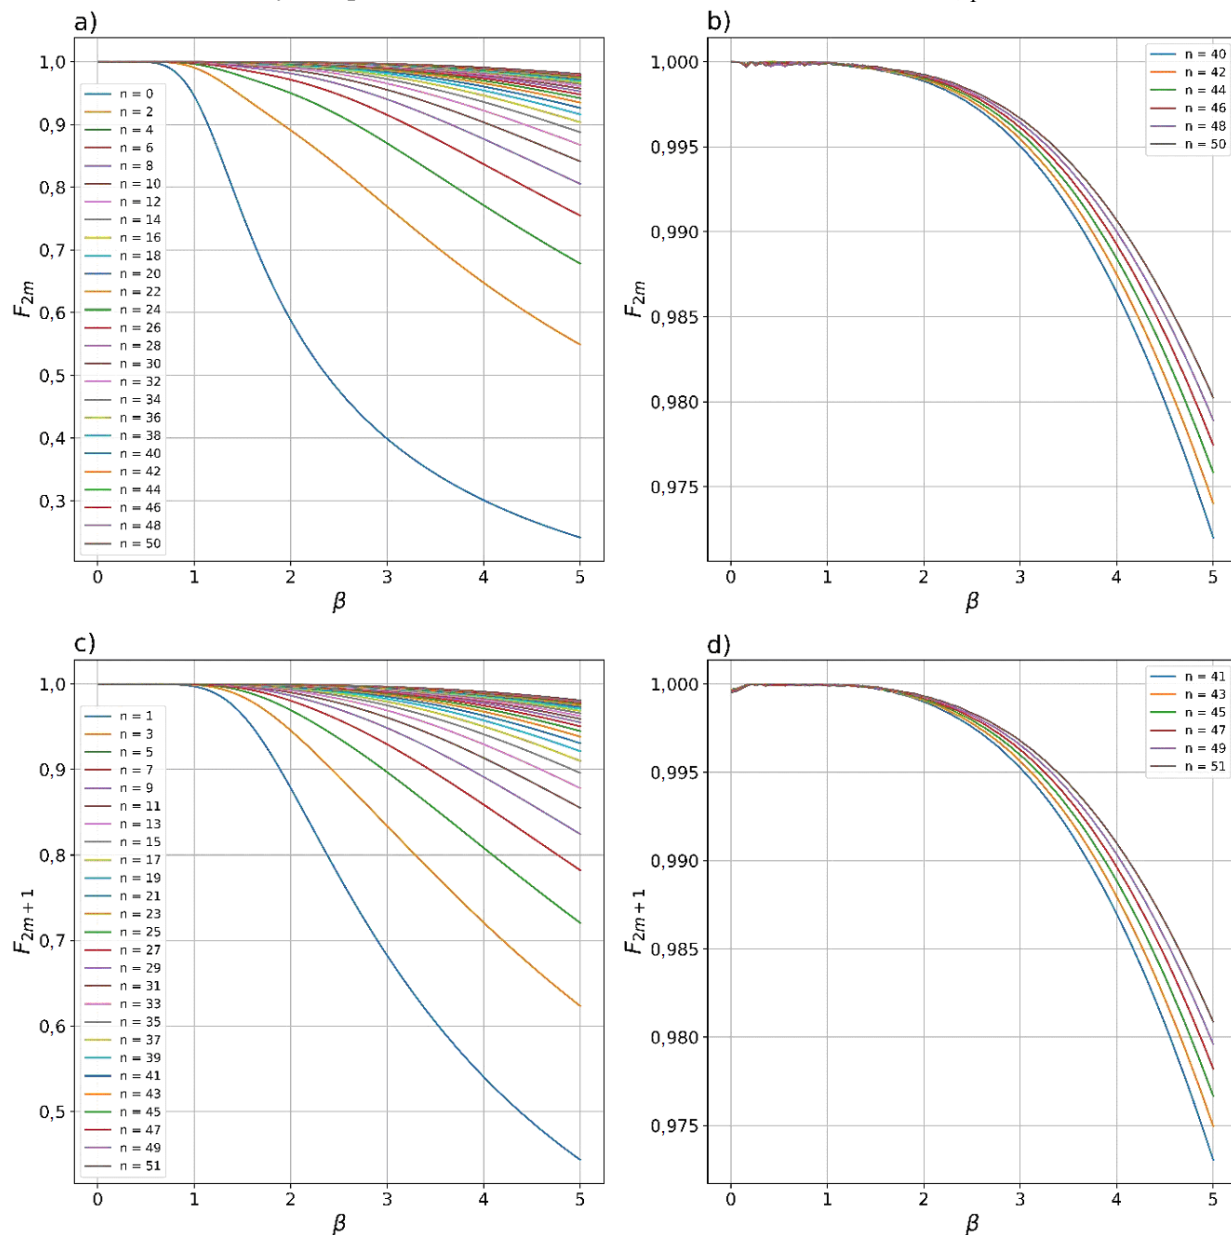 a)
1,0
0,9
0,8
0,7
0,6
0,5
0,4
0,3
F2m
n = 0
n = 2
n = 4
n = 6
n = 8
n = 10
n = 12
n = 14
n = 16
n = 18
n = 20
n = 22
n = 24
n = 26
n = 28
n = 30
n = 32
n = 34
n = 36
n = 38
n = 40
n = 42
n = 44
n = 46
n = 48
n = 50
0 1 2 3 4 5
β
b)
1,000
0,995
0,990
0,985
0,980
0,975
F2m
n = 40
n = 42
n = 44
n = 46
n = 48
n = 50
0 1 2 3 4 5
β
c)
1,0
0,9
0,8
0,7
0,6
0,5
F2m+1
n = 1
n = 3
n = 5
n = 7
n = 9
n = 11
n = 13
n = 15
n = 17
n = 19
n = 21
n = 23
n = 25
n = 27
n = 29
n = 31
n = 33
n = 35
n = 37
n = 39
n = 41
n = 43
n = 45
n = 47
n = 49
n = 51
0 1 2 3 4 5
β
d)
1,000
0,995
0,990
0,985
0,980
0,975
F2m+1
n = 41
n = 43
n = 45
n = 47
n = 49
n = 51
0 1 2 3 4 5
β